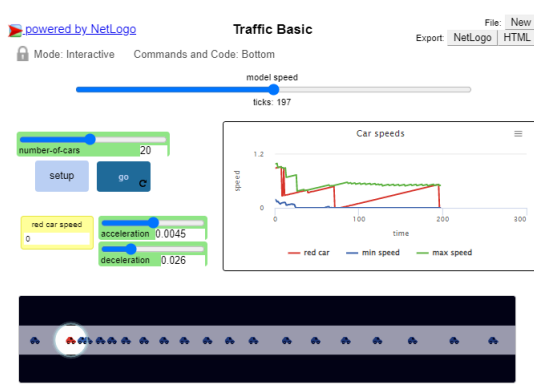 powered by NetLogo
Traffic Basic
File: New
Export: NetLogo HTML
Mode: Interactive Commands and Code: Bottom
model speed
ticks: 197
number-of-cars 20
setup
go
red car speed
0
acceleration 0.0045
deceleration 0.026
Car speeds
1.2
speed
0
0 100 200 300
time
red car min speed max speed